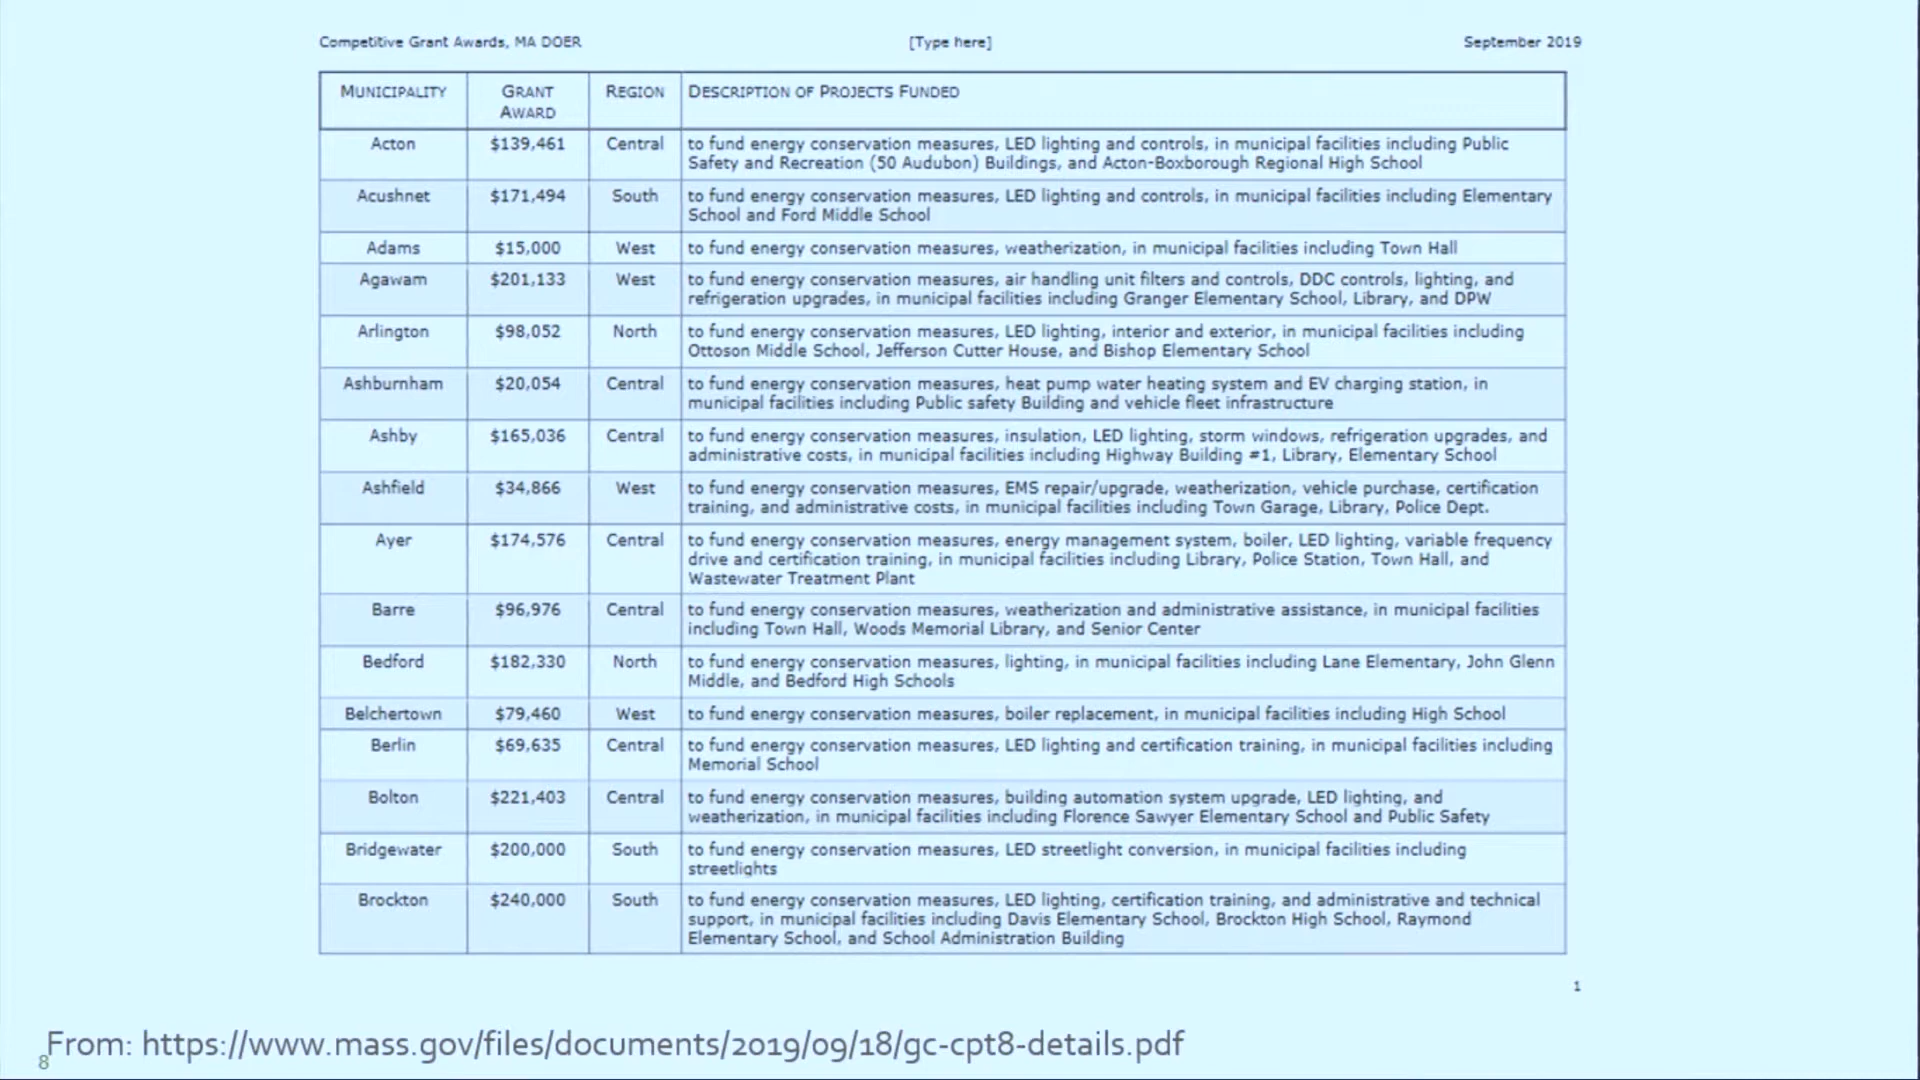 Competitive Grant Awards, MA DOER [Type here] September 2019
MUNICIPALITY GRANT AWARD REGION DESCRIPTION OF PROJECTS FUNDED
Acton $139,461 Central to fund energy conservation measures, LED lighting and controls, in municipal facilities including Public
Safety and Recreation (50 Audubon) Buildings, and Acton-Boxborough Regional High School
Acushnet $171,494 South to fund energy conservation measures, LED lighting and controls, in municipal facilities including Elementary
School and Ford Middle School
Adams $15,000 West to fund energy conservation measures, weatherization, in municipal facilities including Town Hall
Agawam $201,133 West to fund energy conservation measures, air handling unit filters and controls, DDC controls, lighting, and
refrigeration upgrades, in municipal facilities including Granger Elementary School, Library, and DPW
Arlington $98,052 North to fund energy conservation measures, LED lighting, interior and exterior, in municipal facilities including
Ottoson Middle School, Jefferson Cutter House, and Bishop Elementary School
Ashburnham $20,054 Central to fund energy conservation measures, heat pump water heating system and EV charging station, in
municipal facilities including Public safety Building and vehicle fleet infrastructure
Ashby $165,036 Central to fund energy conservation measures, insulation, LED lighting, storm windows, refrigeration upgrades, and
administrative costs, in municipal facilities including Highway Building #1, Library, Elementary School
Ashfield $34,866 West to fund energy conservation measures, EMS repair/upgrade, weatherization, vehicle purchase, certification
training, and administrative costs, in municipal facilities including Town Garage, Library, Police Dept.
Ayer $174,576 Central to fund energy conservation measures, energy management system, boiler, LED lighting, variable frequency
drive and certification training, in municipal facilities including Library, Police Station, Town Hall, and
Wastewater Treatment Plant
Barre $96,976 Central to fund energy conservation measures, weatherization and administrative assistance, in municipal facilities
including Town Hall, Woods Memorial Library, and Senior Center
Bedford $182,330 North to fund energy conservation measures, lighting, in municipal facilities including Lane Elementary, John Glenn
Middle, and Bedford High Schools
Belchertown $79,460 West to fund energy conservation measures, boiler replacement, in municipal facilities including High School
Berlin $69,635 Central to fund energy conservation measures, LED lighting and certification training, in municipal facilities including
Memorial School
Bolton $221,403 Central to fund energy conservation measures, building automation system upgrade, LED lighting, and
weatherization, in municipal facilities including Florence Sawyer Elementary School and Public Safety
Bridgewater $200,000 South to fund energy conservation measures, LED streetlight conversion, in municipal facilities including
streetlights
Brockton $240,000 South to fund energy conservation measures, LED lighting, certification training, and administrative and technical
support, in municipal facilities including Davis Elementary School, Brockton High School, Raymond
Elementary School, and School Administration Building
1
From: https://www.mass.gov/files/documents/2019/09/18/gc-cpt8-details.pdf
8